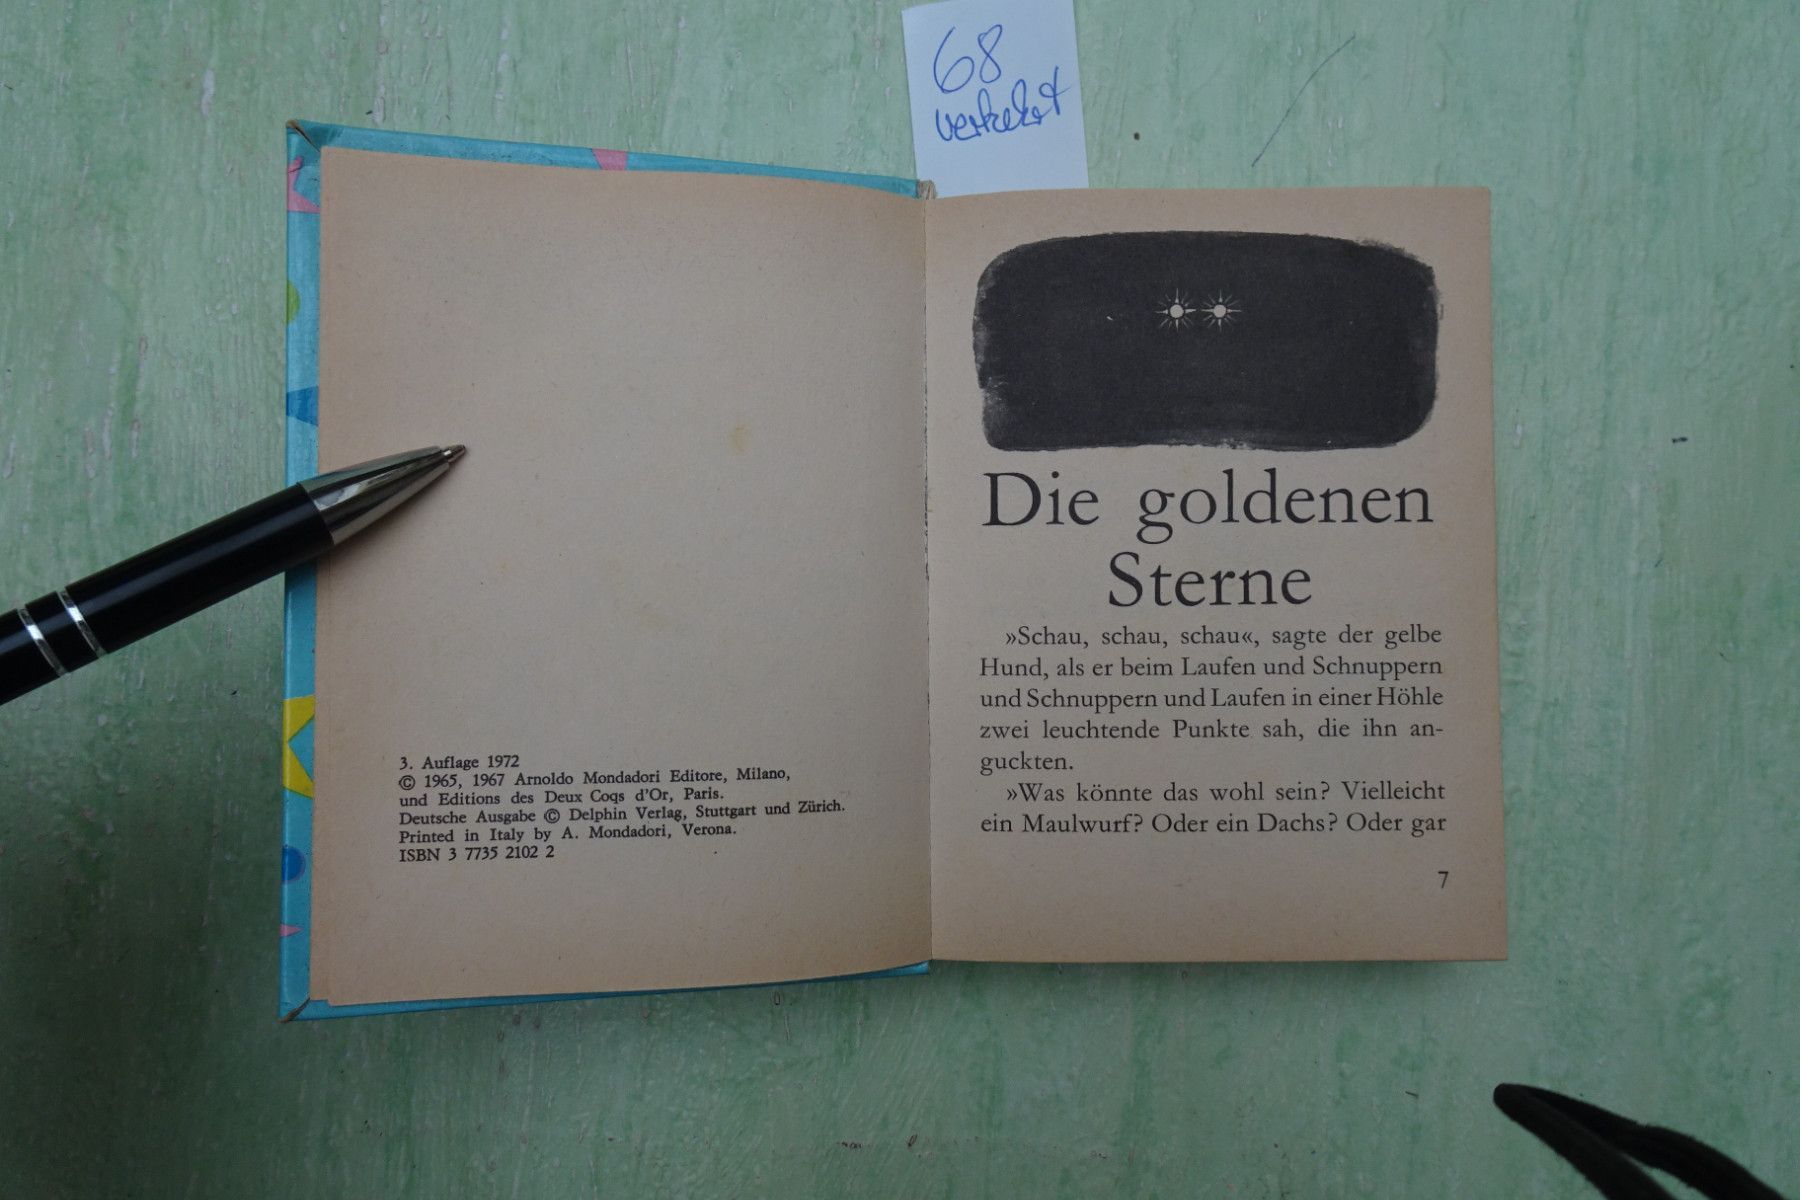 68
verkehrt
3. Auflage 1972
© 1965, 1967 Arnoldo Mondadori Editore, Milano,
und Editions des Deux Coqs d'Or, Paris.
Deutsche Ausgabe © Delphin Verlag, Stuttgart und Zürich.
Printed in Italy by A. Mondadori, Verona.
ISBN 3 7735 2102 2
Die goldenen
Sterne
»Schau, schau, schau«, sagte der gelbe
Hund, als er beim Laufen und Schnuppern
und Schnuppern und Laufen in einer Höhle
zwei leuchtende Punkte sah, die ihn an-
guckten.
»Was könnte das wohl sein? Vielleicht
ein Maulwurf? Oder ein Dachs? Oder gar
7